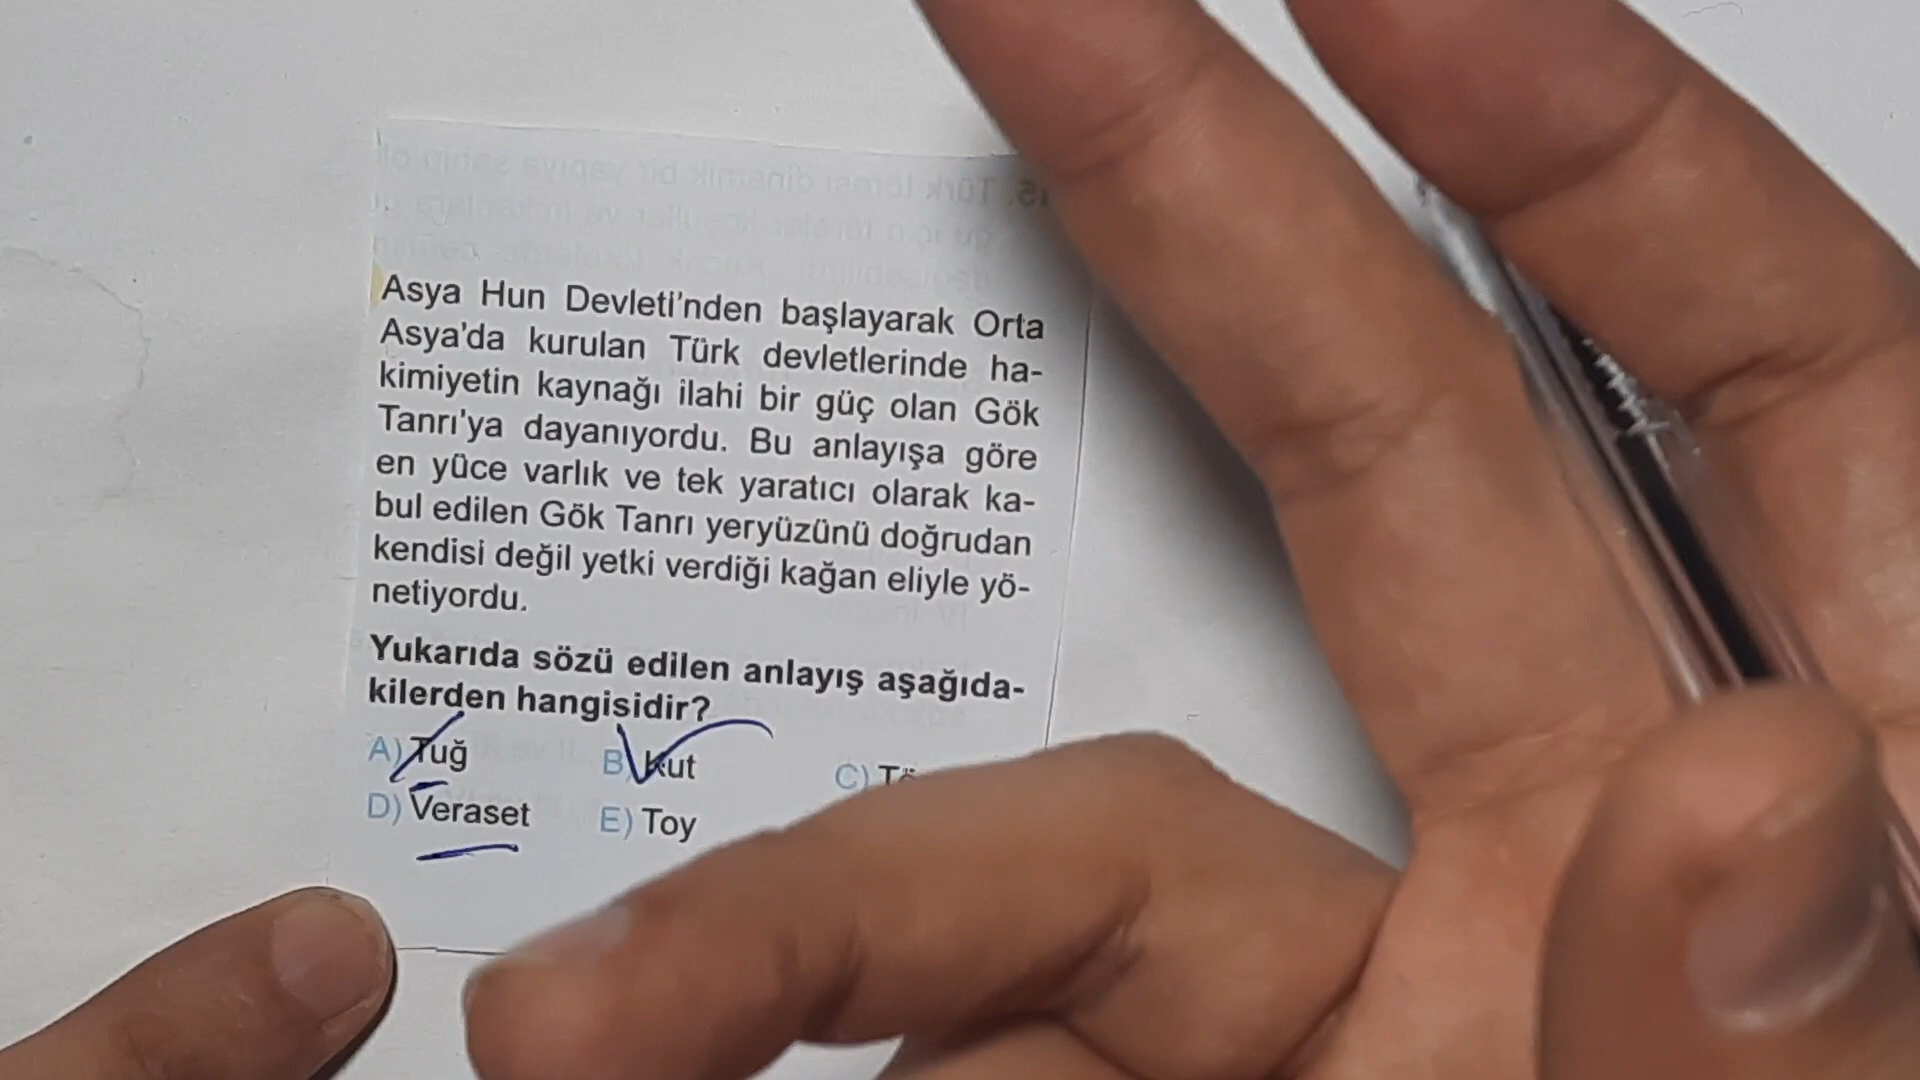 Asya Hun Devleti'nden başlayarak Orta
Asya'da kurulan Türk devletlerinde ha-
kimiyetin kaynağı ilahi bir güç olan Gök
Tanrı'ya dayanıyordu. Bu anlayışa göre
en yüce varlık ve tek yaratıcı olarak ka-
bul edilen Gök Tanrı yeryüzünü doğrudan
kendisi değil yetki verdiği kağan eliyle yö-
netiyordu.
Yukarıda sözü edilen anlayış aşağıda-
kilerden hangisidir?
A) Tuğ B) Kut C)
D) Veraset E) Toy